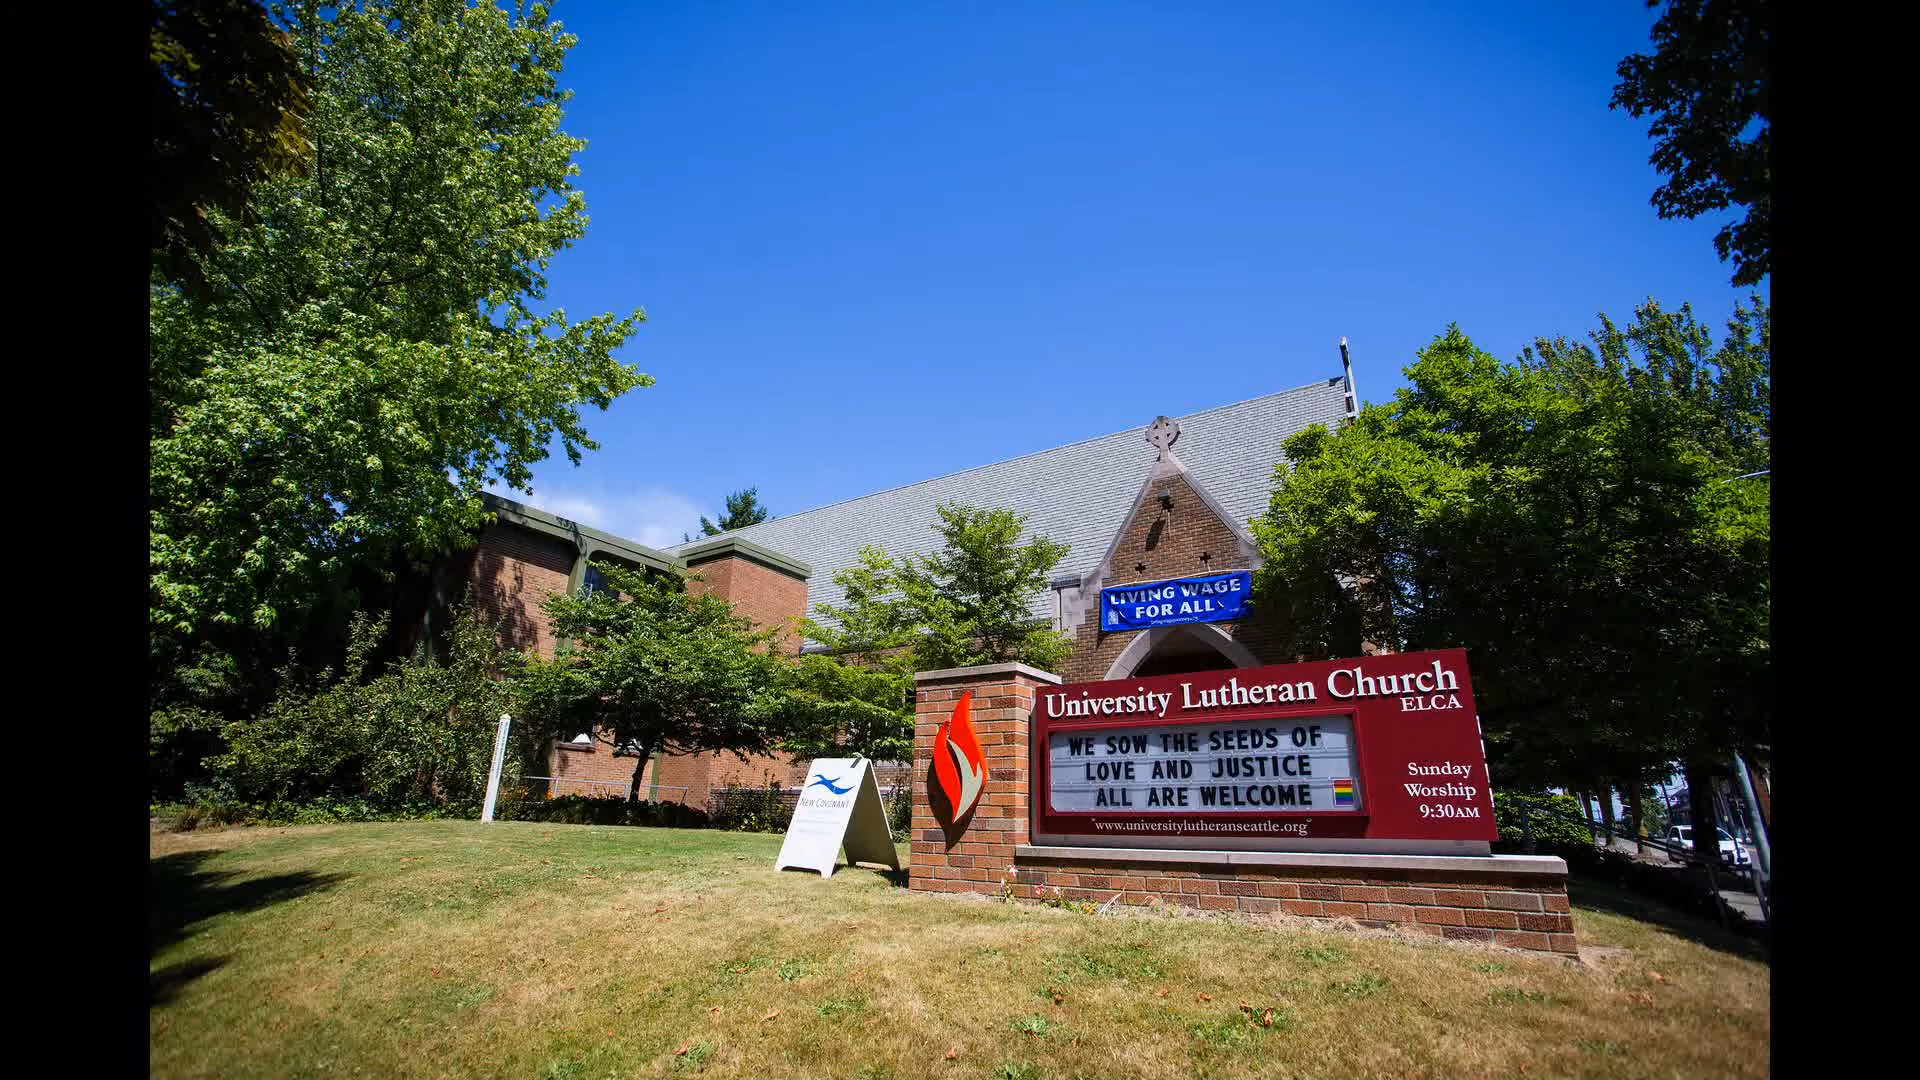 LIVING WAGE
FOR ALL
University Lutheran Church
ELCA
WE SOW THE SEEDS OF
LOVE AND JUSTICE
ALL ARE WELCOME
Sunday
Worship
9:30AM
www.universitylutheranseattle.org
New Covenant